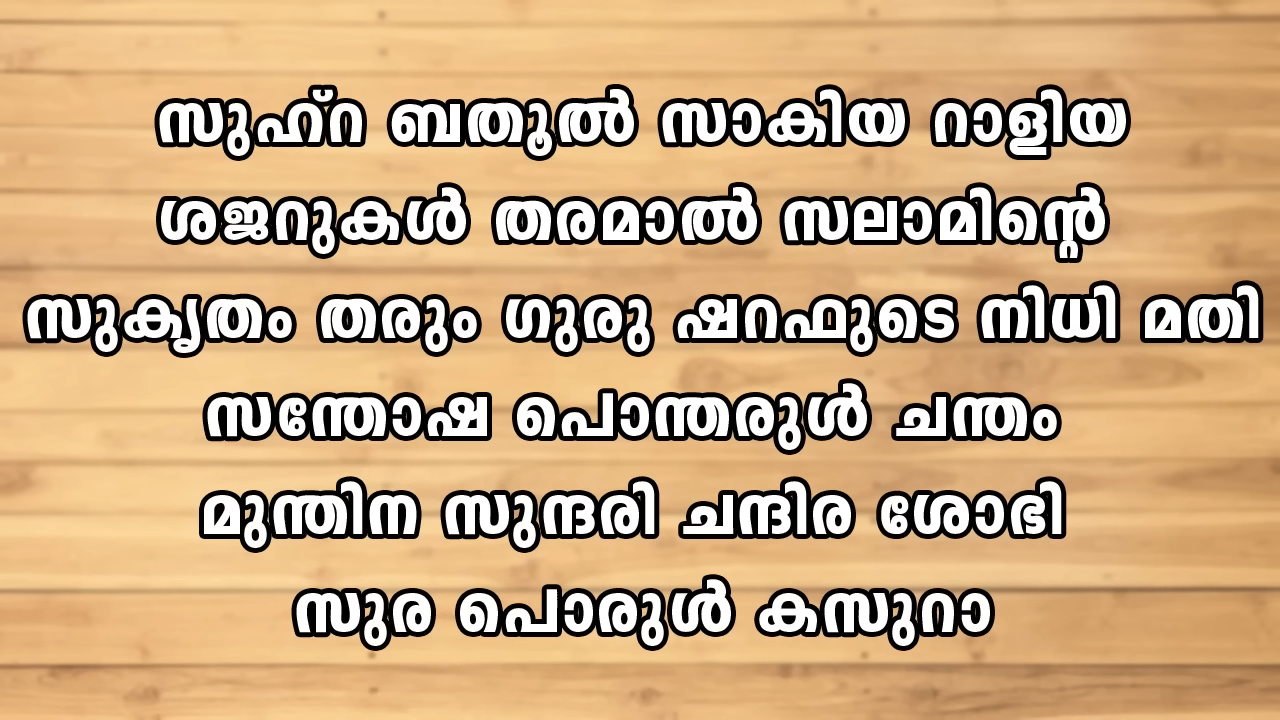 സുഹ്റ ബതൂൽ സാകിയ റാളിയ
ശജറുകൾ തരമാൽ സലാമിന്റെ
സുകൃതം തരും ഗുരു ഷറഫുടെ നിധി മതി
സന്തോഷ പൊന്തരുൾ ചന്തം
മുന്തിന സുന്ദരി ചന്ദിര ശോഭി
സുര പൊരുൾ കസുറാ